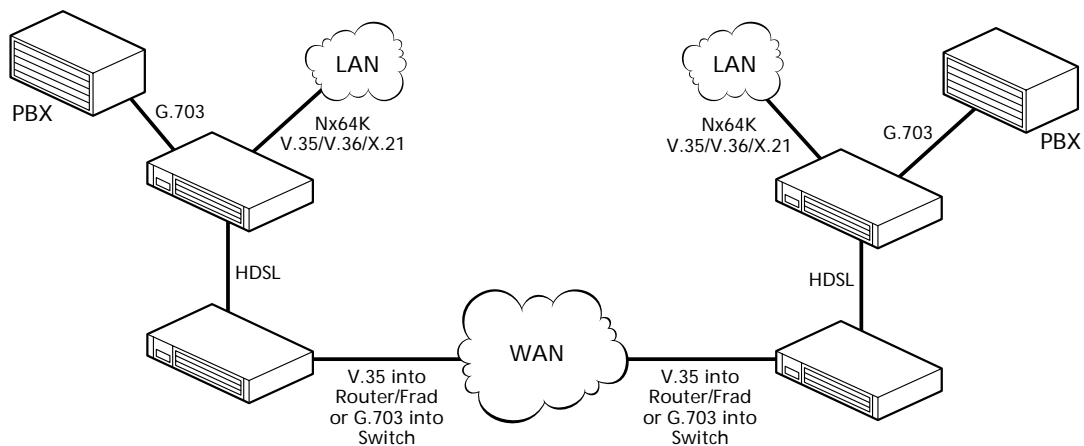 LAN
LAN
PBX
G.703
Nx64K
V.35/V.36/X.21
Nx64K
V.35/V.36/X.21
G.703
PBX
HDSL
HDSL
WAN
V.35 into
Router/Frad
or G.703 into
Switch
V.35 into
Router/Frad
or G.703 into
Switch